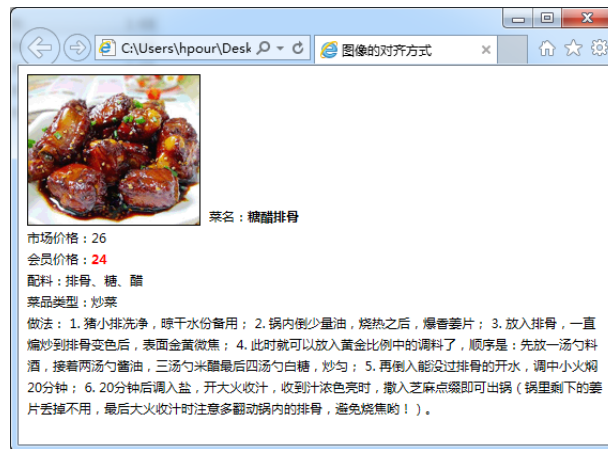 C:\Users\hpour\Desk
图像的对齐方式
菜名：糖醋排骨
市场价格：26
会员价格：24
配料：排骨、糖、醋
菜品类型：炒菜
做法： 1. 猪小排洗净，晾干水份备用； 2. 锅内倒少量油，烧热之后，爆香姜片； 3. 放入排骨，一直
煸炒到排骨变色后，表面金黄微焦； 4. 此时就可以放入黄金比例中的调料了，顺序是：先放一汤勺料
酒，接着两汤勺酱油，三汤勺米醋最后四汤勺白糖，炒匀； 5. 再倒入能没过排骨的开水，调中小火焖
20分钟； 6. 20分钟后调入盐，开大火收汁，收到汁浓色亮时，撒入芝麻点缀即可出锅（锅里剩下的姜
片丢掉不用，最后大火收汁时注意多翻动锅内的排骨，避免烧焦哟！）。